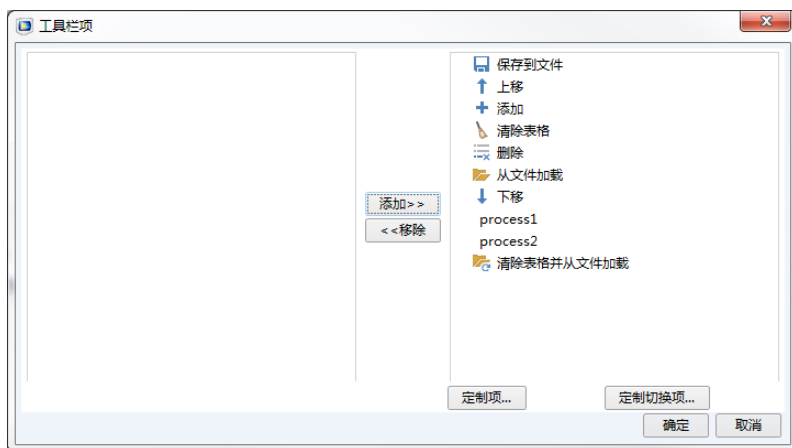 工具栏项
保存到文件
上移
添加
清除表格
删除
从文件加载
下移
process1
process2
清除表格并从文件加载
添加>>
<<移除
定制项...
定制切换项...
确定
取消